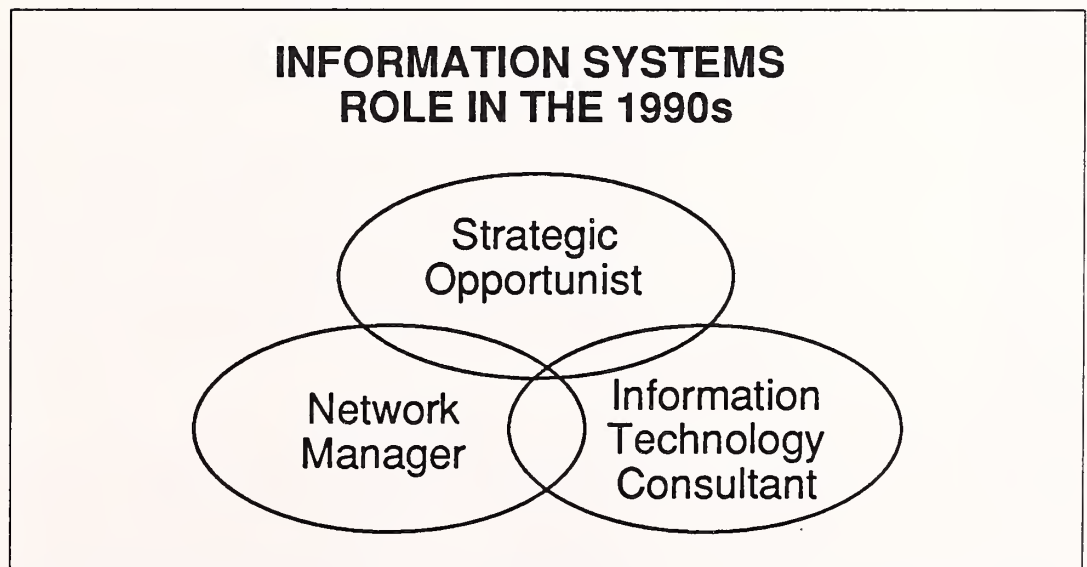 INFORMATION SYSTEMS
ROLE IN THE 1990s
Strategic
Opportunist
Network
Manager
Information
Technology
Consultant